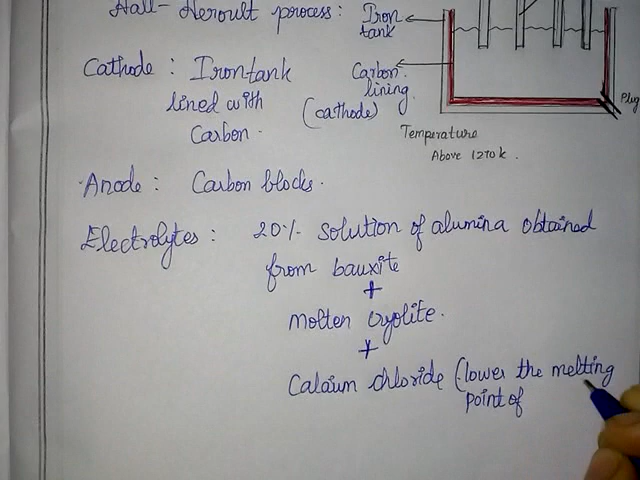 Hall-Heroult process:
Iron
tank
Cathode : Iron tank
lined with
Carbon.
Carbon
lining
(cathode)
Plug
Temperature
Above 1270k.
Anode: Carbon blocks.
Electrolytes: 20% solution of alumina obtained
from bauxite
+
Molten cryolite.
+
Calcium chloride (lower the melting
point of